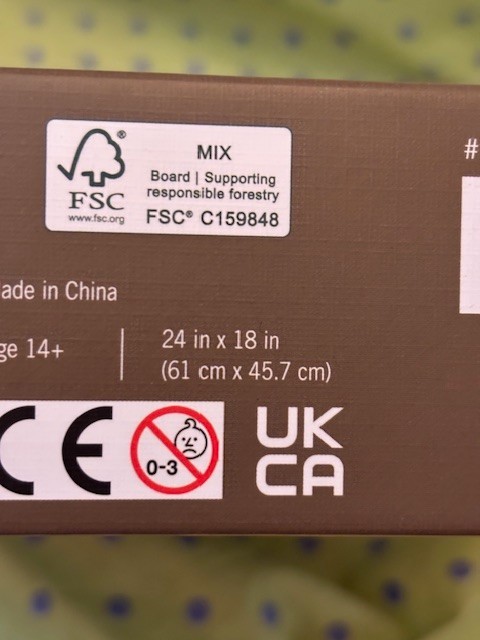 MIX
Board | Supporting
responsible forestry
FSC® C159848
®
FSC
www.fsc.org
#
ade in China
ge 14+
24 in x 18 in
(61 cm x 45.7 cm)
CE
0-3
UK
CA